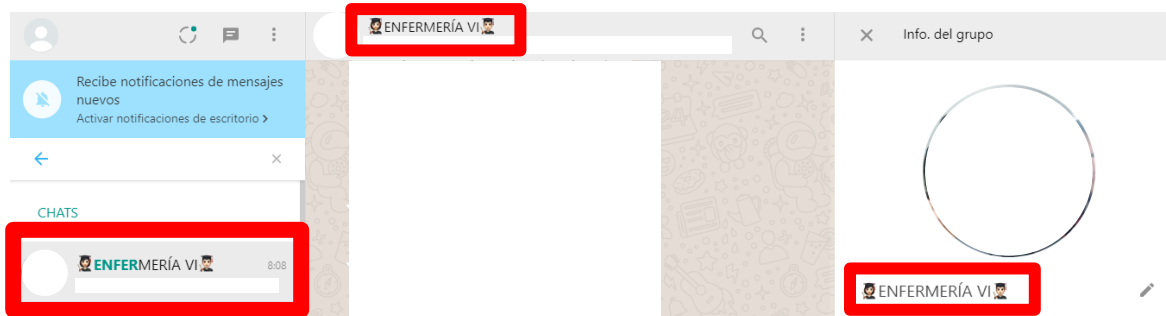 Recibe notificaciones de mensajes
nuevos
Activar notificaciones de escritorio >
CHATS
👩🏻‍🎓ENFERMERÍA VI👨🏻‍🎓
8:08
👩🏻‍🎓ENFERMERÍA VI👨🏻‍🎓
Info. del grupo
👩🏻‍🎓ENFERMERÍA VI👨🏻‍🎓